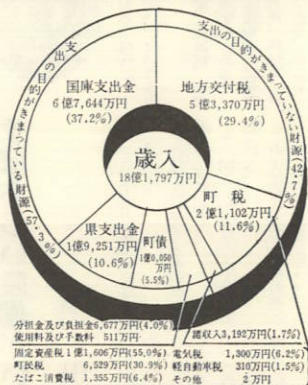 支出の目的がきまっている財源(57.3%)
支出の目的がきまっていない財源(42.7%)
国庫支出金
6億7,644万円
(37.2%)
地方交付税
5億3,370万円
(29.4%)
歳入
18億1,797万円
町税
2億1,102万円
(11.6%)
県支出金
1億9,251万円
(10.6%)
町債
1億0,050
万円
(5.5%)
分担金及び負担金6,677万円(4.0%)
使用料及び手数料 511万円
諸収入3,192万円(1.7%)
固定資産税1億1,606万円(55.0%)
電気税 1,300万円(6.2%)
町民税 6,529万円(30.9%)
軽自動車税 310万円(1.5%)
たばこ消費税 1,355万円(6.4%)
その他 2万円